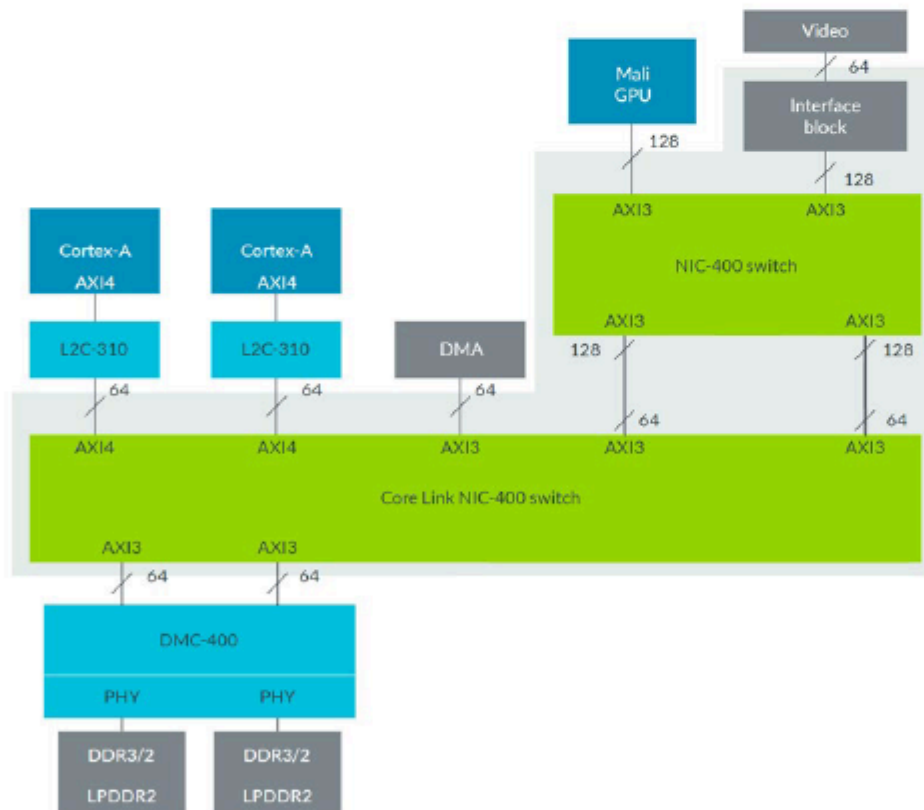 Video
64
Mali
GPU
Interface
block
128
128
AXI3 AXI3
NIC-400 switch
AXI3 AXI3
Cortex-A Cortex-A
AXI4 AXI4
L2C-310 L2C-310 DMA
128 128
64 64 64 64 64
AXI4 AXI4 AXI3 AXI3 AXI3
Core Link NIC-400 switch
AXI3 AXI3
64 64
DMC-400
PHY PHY
DDR3/2 DDR3/2
LPDDR2 LPDDR2